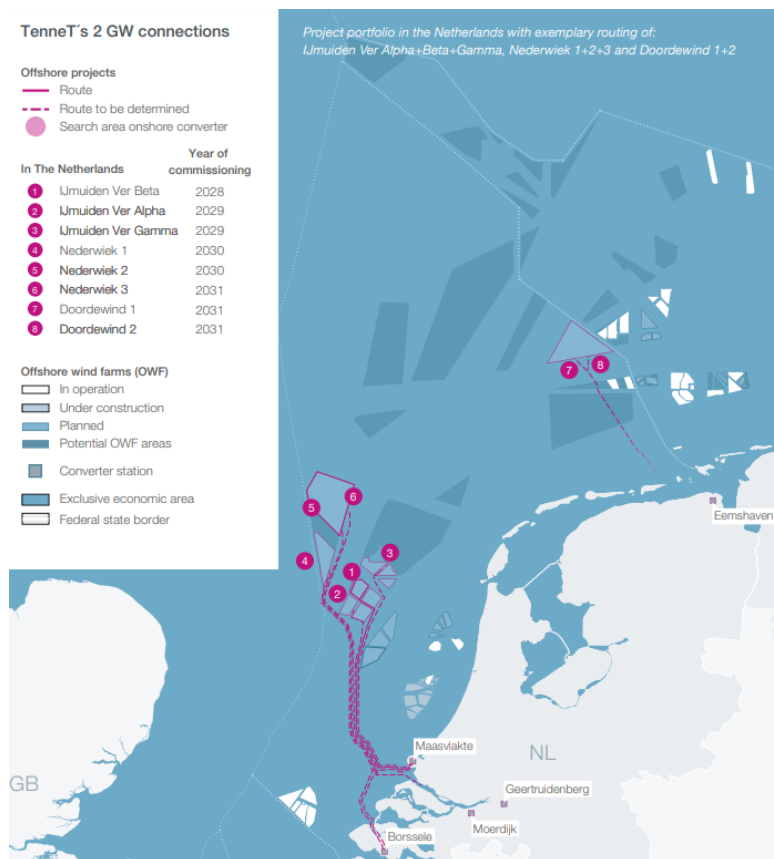 TenneT´s 2 GW connections
Project portfolio in the Netherlands with exemplary routing of:
IJmuiden Ver Alpha+Beta+Gamma, Nederwiek 1+2+3 and Doordewind 1+2
Offshore projects
Route
Route to be determined
Search area onshore converter
In The Netherlands
Year of
commissioning
1 IJmuiden Ver Beta 2028
2 IJmuiden Ver Alpha 2029
3 IJmuiden Ver Gamma 2029
4 Nederwiek 1 2030
5 Nederwiek 2 2030
6 Nederwiek 3 2031
7 Doordewind 1 2031
8 Doordewind 2 2031
Offshore wind farms (OWF)
In operation
Under construction
Planned
Potential OWF areas
Converter station
Exclusive economic area
Federal state border
7
8
6
5
Eemshaven
3
4
1
2
Maasvlakte
NL
GB
Geertruidenberg
Moerdijk
Borssele